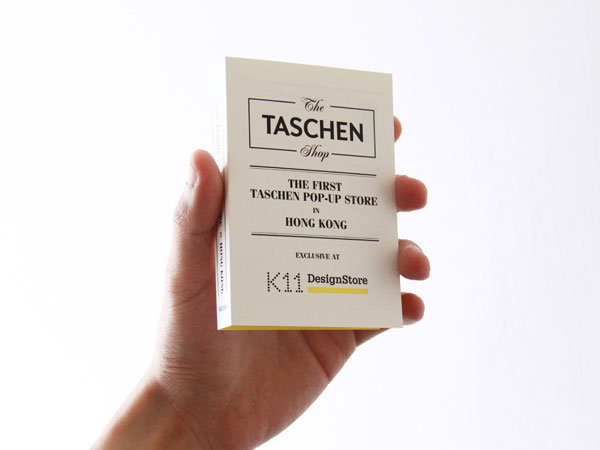 The
TASCHEN
Shop
THE FIRST
TASCHEN POP-UP STORE
IN
HONG KONG
EXCLUSIVE AT
K11 DesignStore